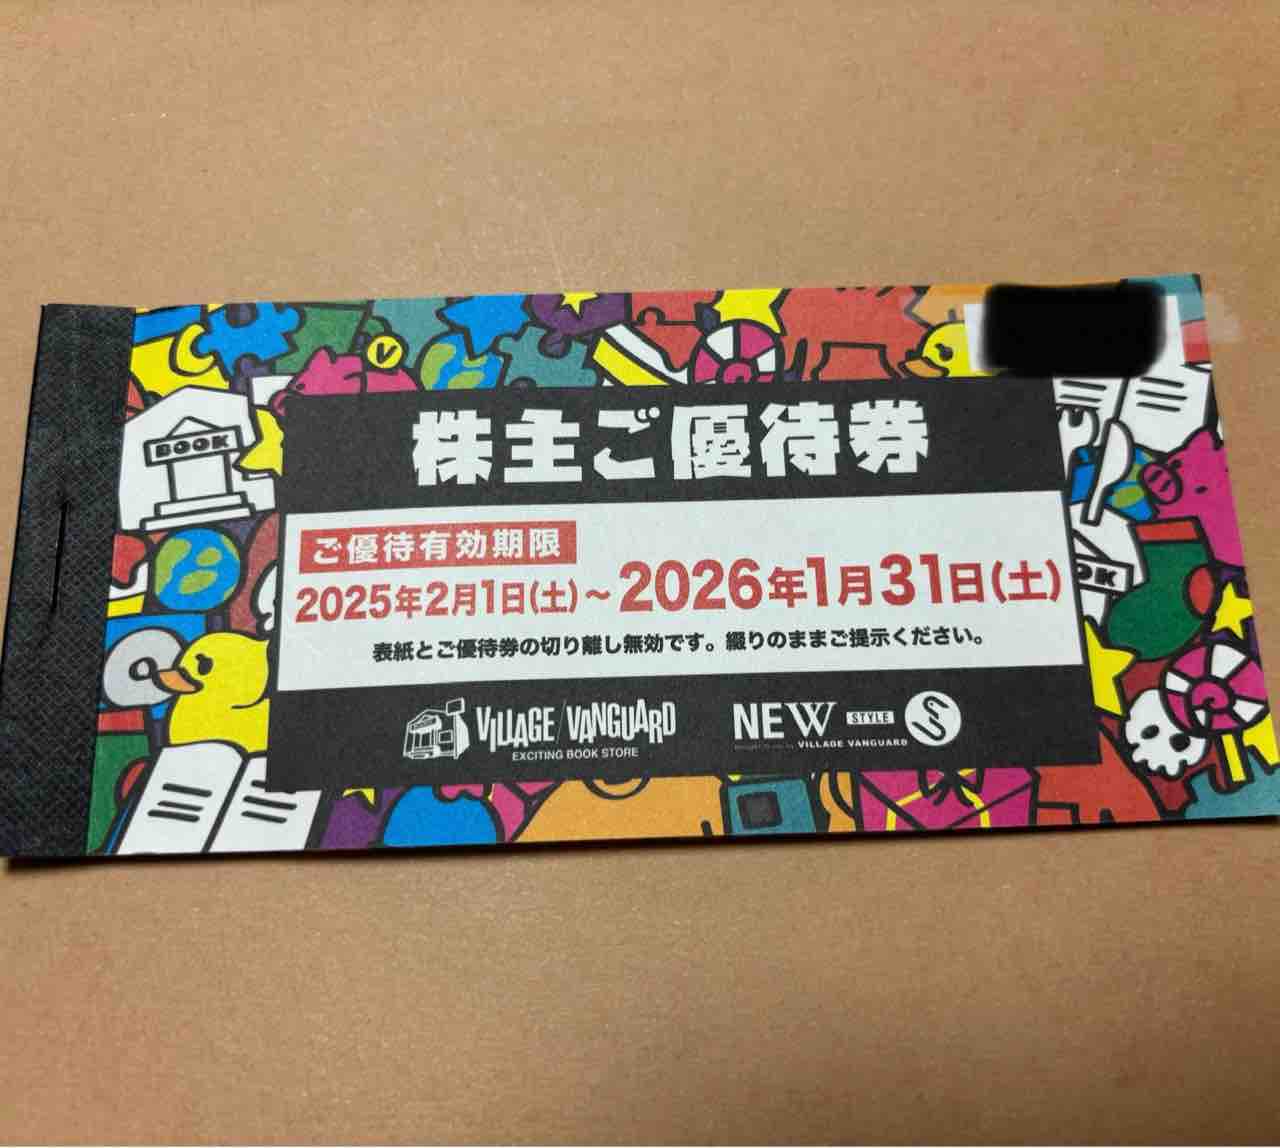 株主ご優待券
BOOK
ご優待有効期限
2025年2月1日(土)~2026年1月31日(土)
表紙とご優待券の切り離し無効です。綴りのままご提示ください。
VILLAGE/VANGUARD
EXCITING BOOK STORE
NEW STYLE
VILLAGE VANGUARD